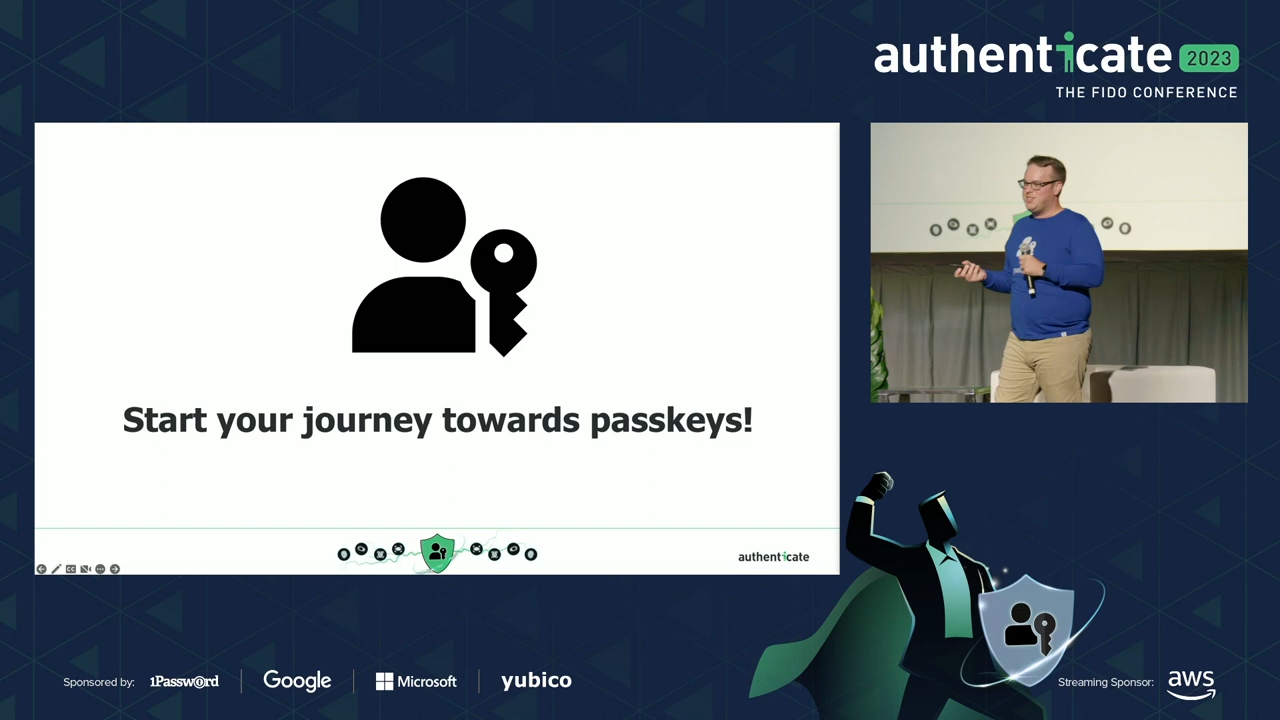 authenticate 2023
THE FIDO CONFERENCE
Start your journey towards passkeys!
CC
authenticate
Sponsored by:
1Password
Google
Microsoft
yubico
Streaming Sponsor:
aws